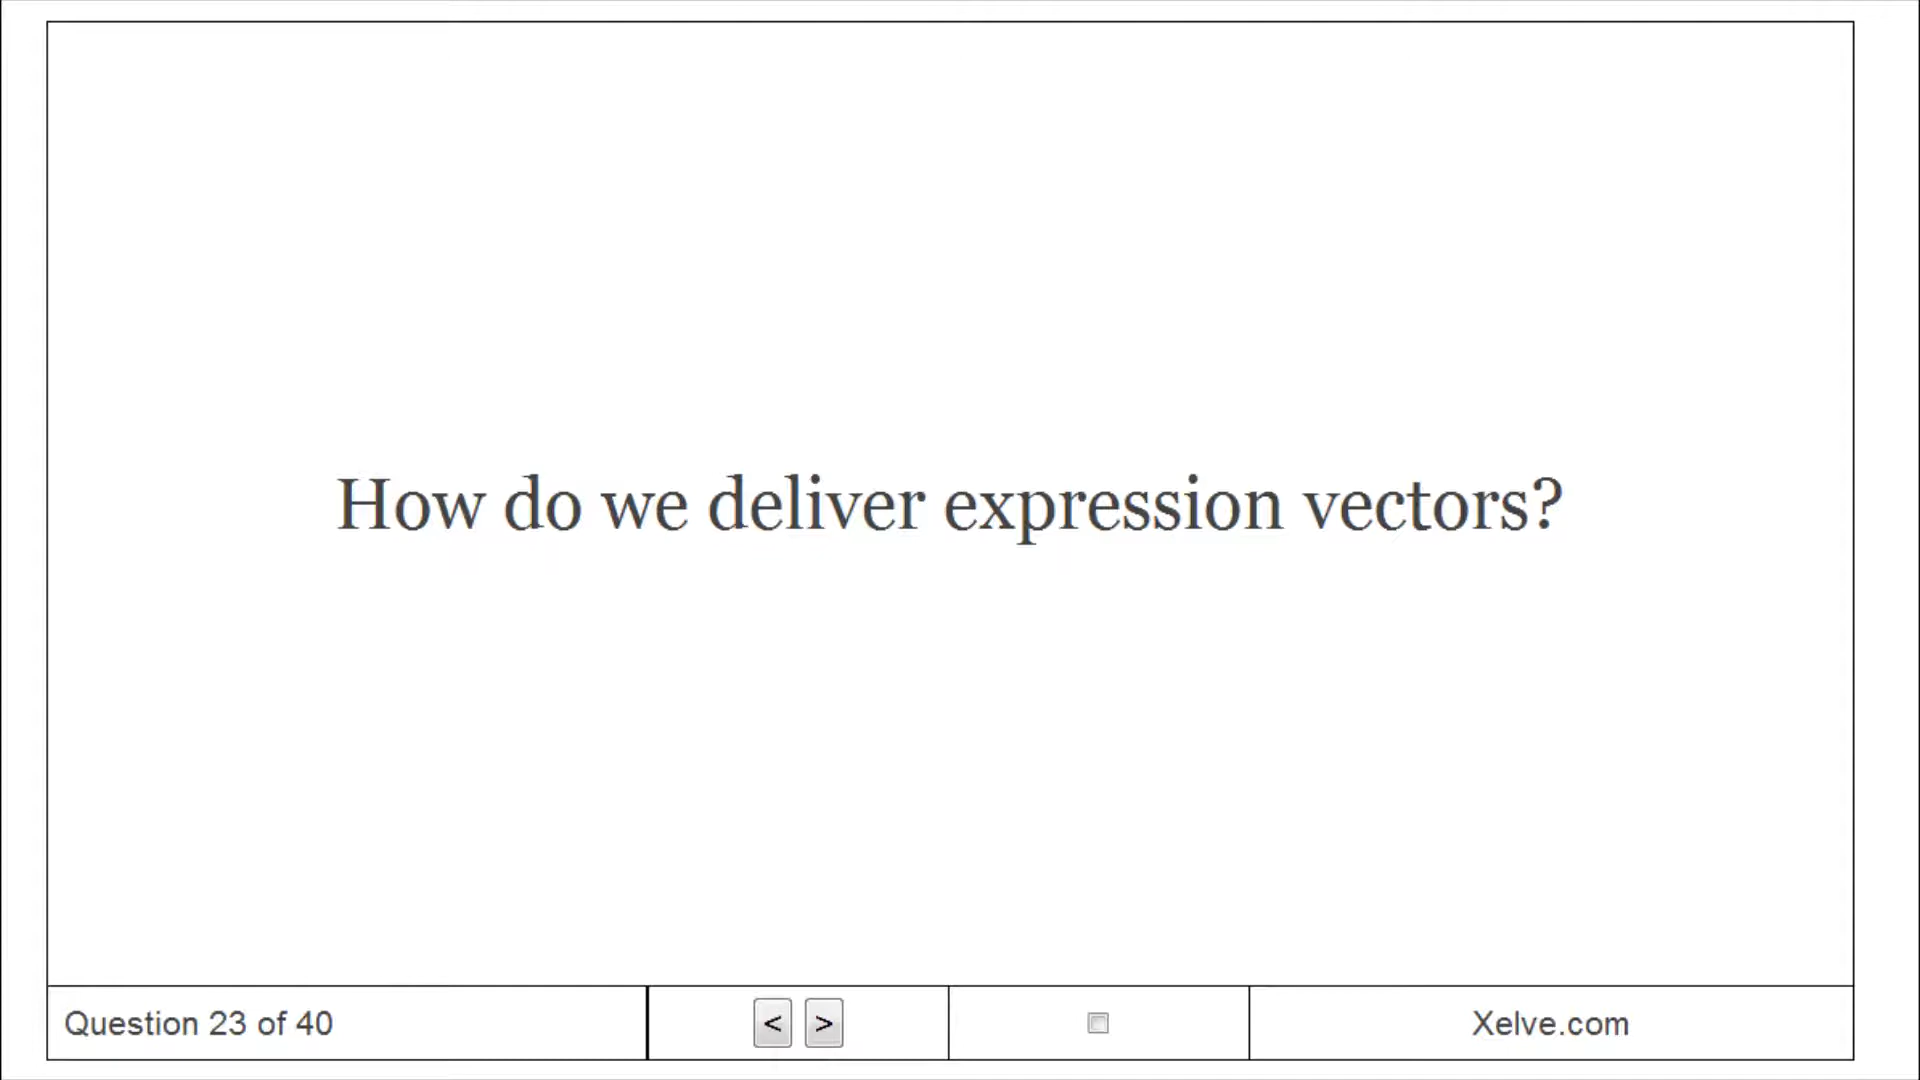 How do we deliver expression vectors?
Question 23 of 40
< >
Xelve.com